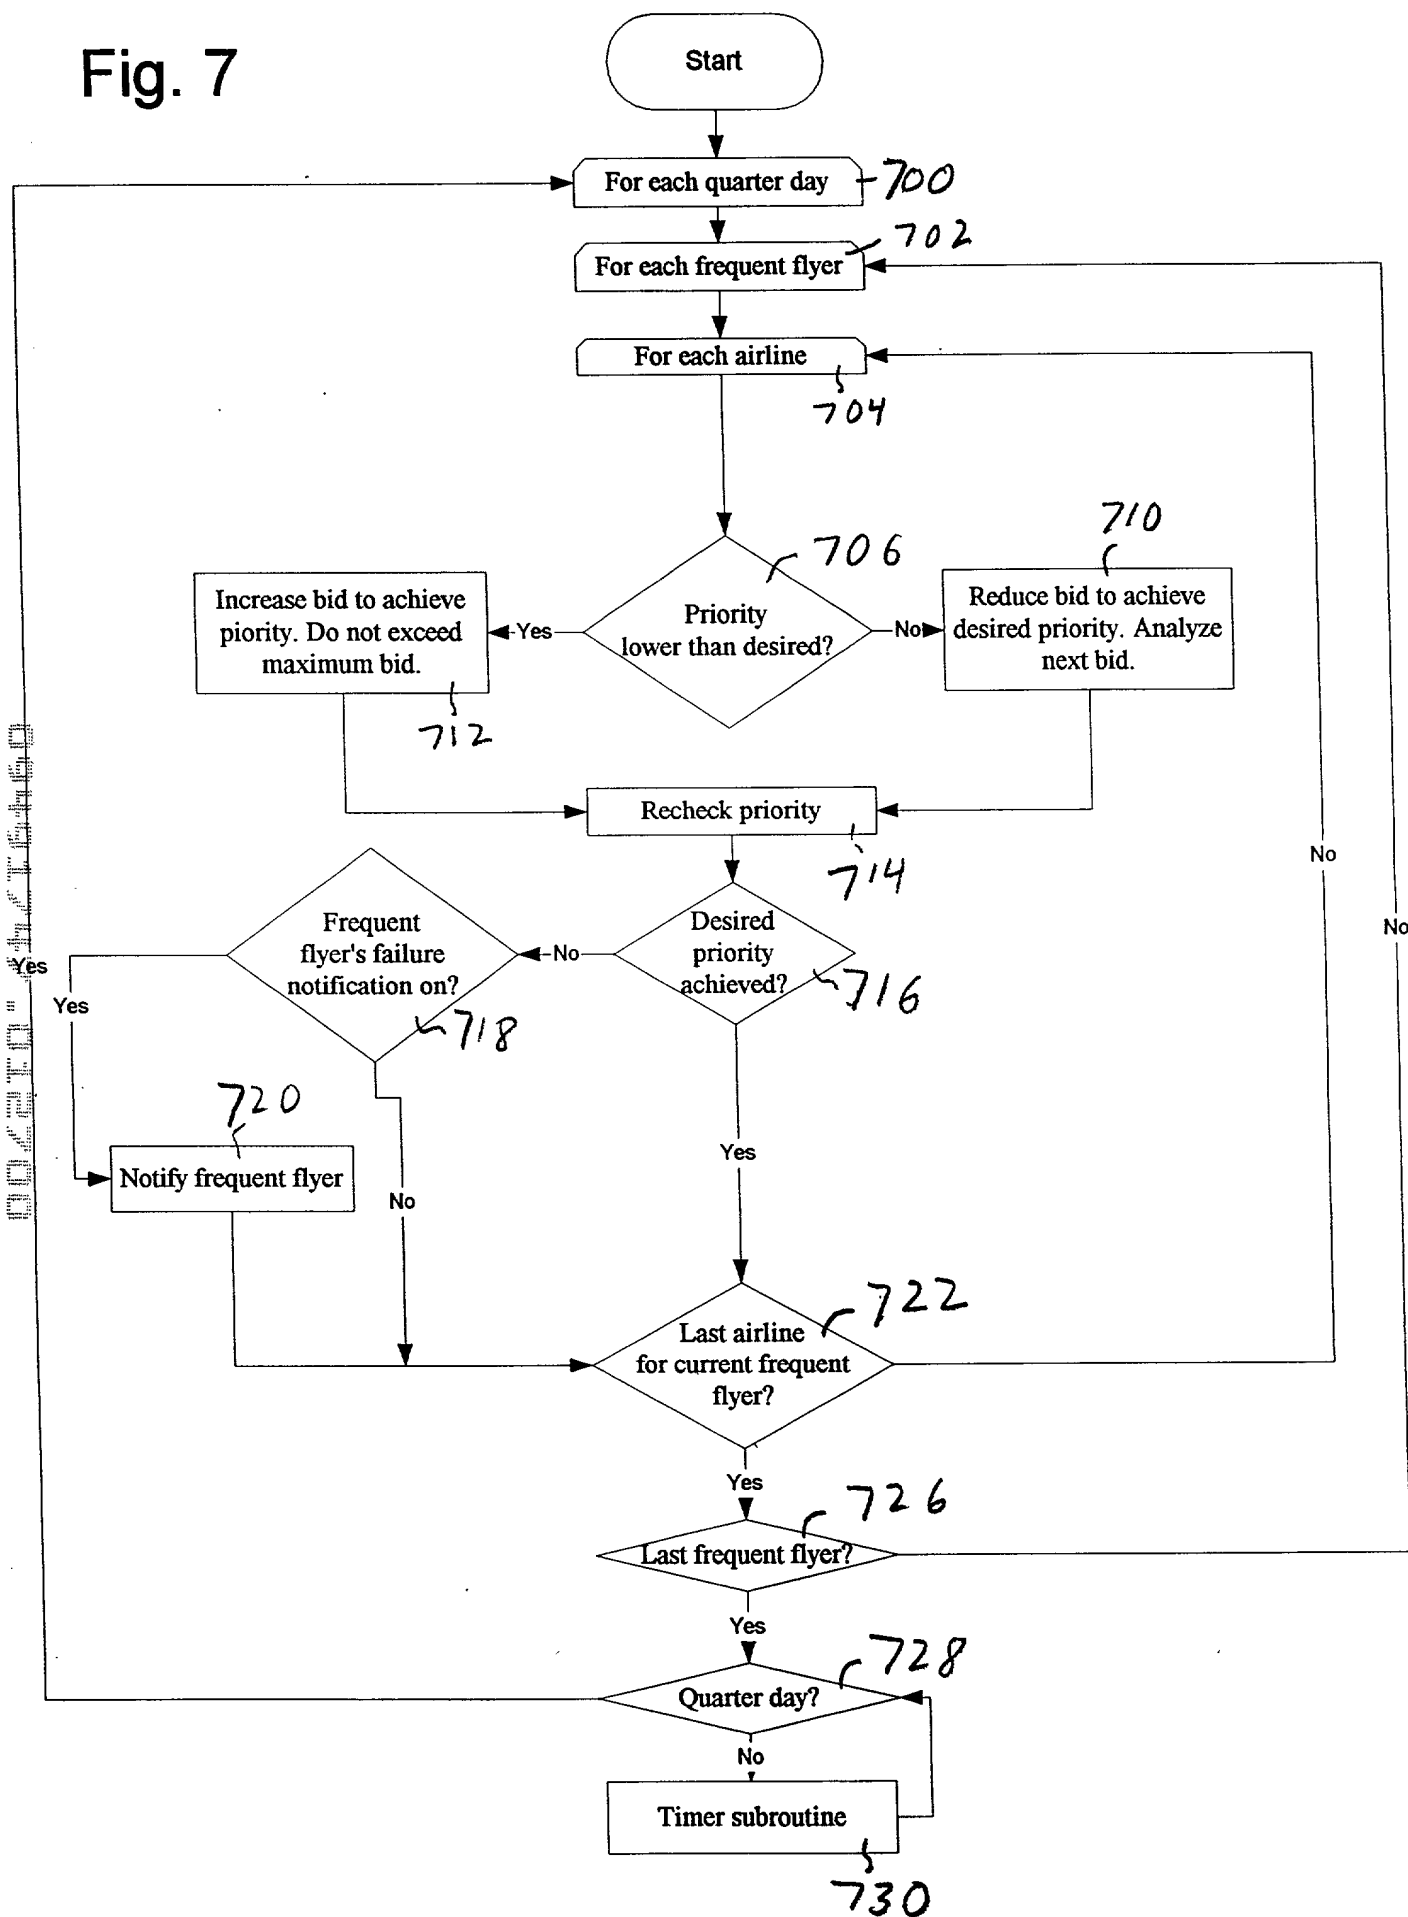 Fig. 7
Start
For each quarter day
700
702
For each frequent flyer
For each airline
704
706
710
Increase bid to achieve
piority. Do not exceed
maximum bid.
Yes
Priority
lower than desired?
No
Reduce bid to achieve
desired priority. Analyze
next bid.
712
Recheck priority
714
No
No
Frequent
flyer's failure
notification on?
No
Desired
priority
achieved?
716
Yes
Yes
718
720
Yes
Notify frequent flyer
No
722
Last airline
for current frequent
flyer?
Yes
726
Last frequent flyer?
Yes
728
Quarter day?
No
Timer subroutine
730